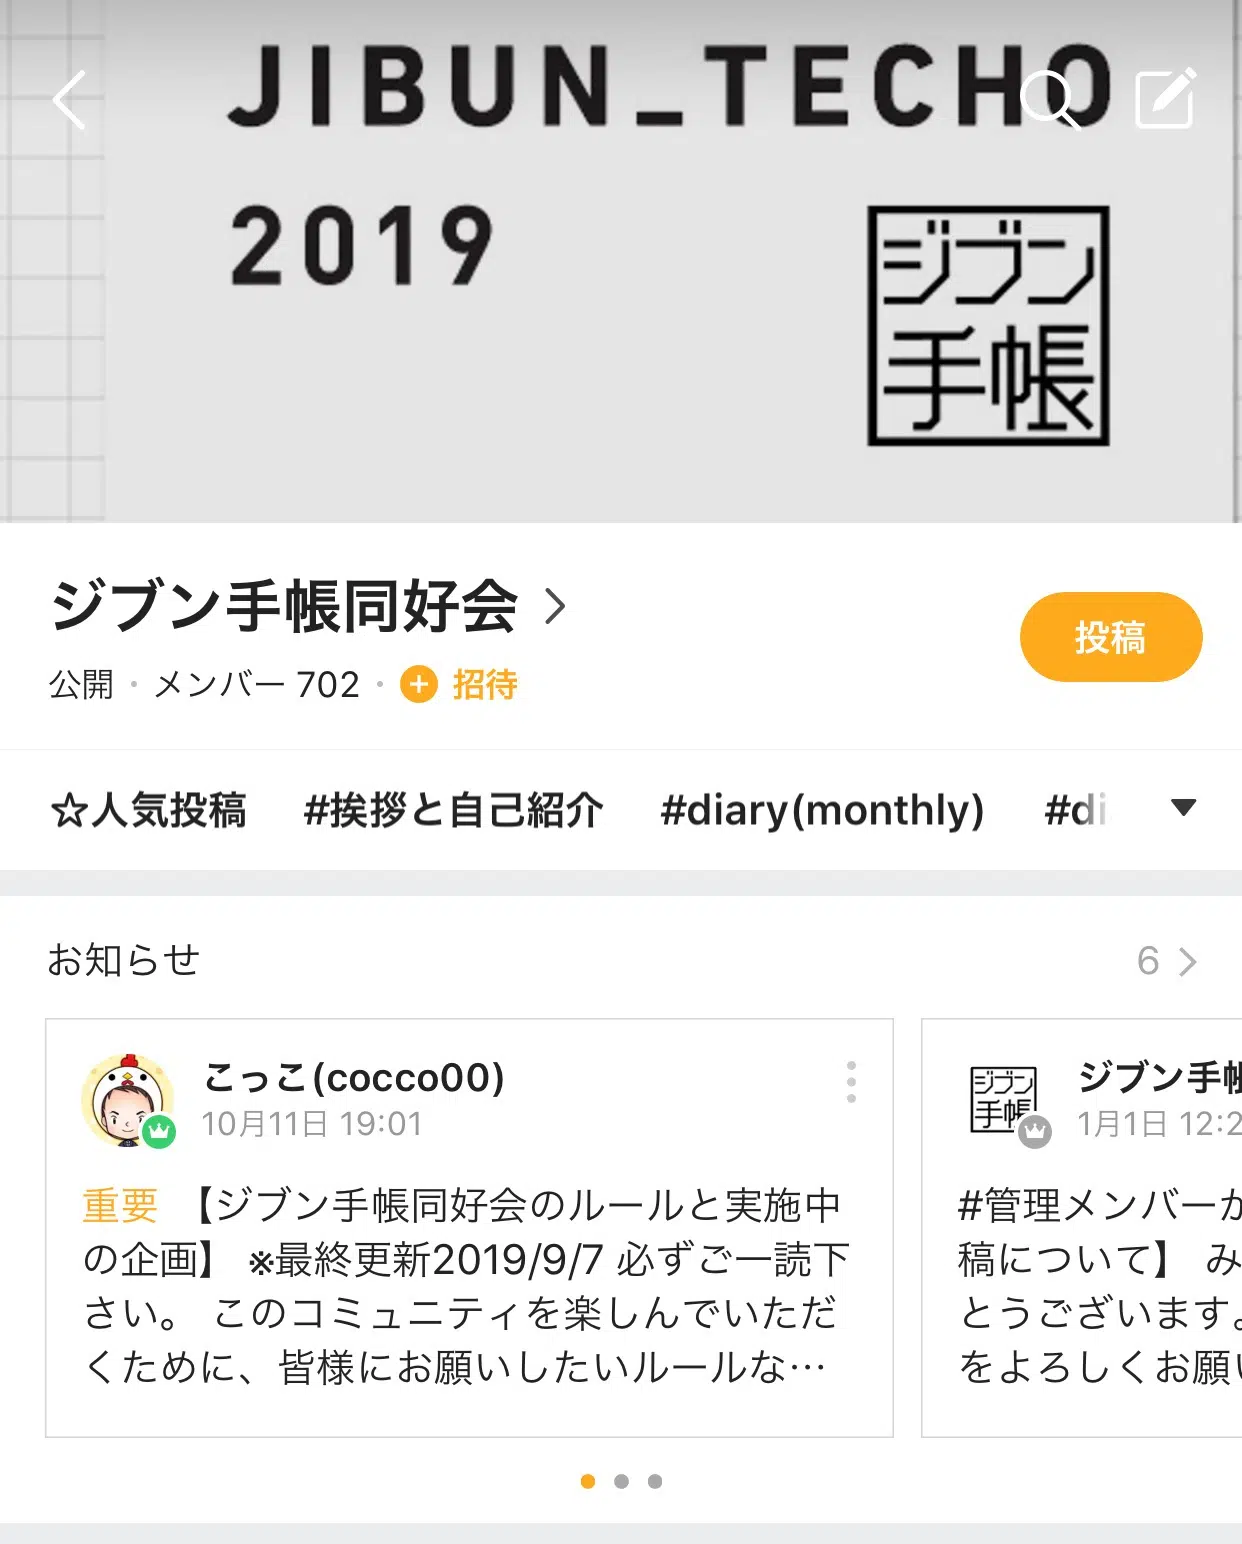 JIBUN_TECHO
2019
ジブン
手帳
ジブン手帳同好会
投稿
公開・メンバー 702・招待
☆人気投稿 #挨拶と自己紹介 #diary(monthly) #di
お知らせ
6
こっこ(cocco00)
10月11日 19:01
重要 【ジブン手帳同好会のルールと実施中
の企画】 ※最終更新2019/9/7 必ずご一読下
さい。 このコミュニティを楽しんでいただ
くために、皆様にお願いしたいルールな…
ジブン
手帳
ジブン手帳
1月1日 12:2
#管理メンバーか
稿について】 み
とうございます。
をよろしくお願い